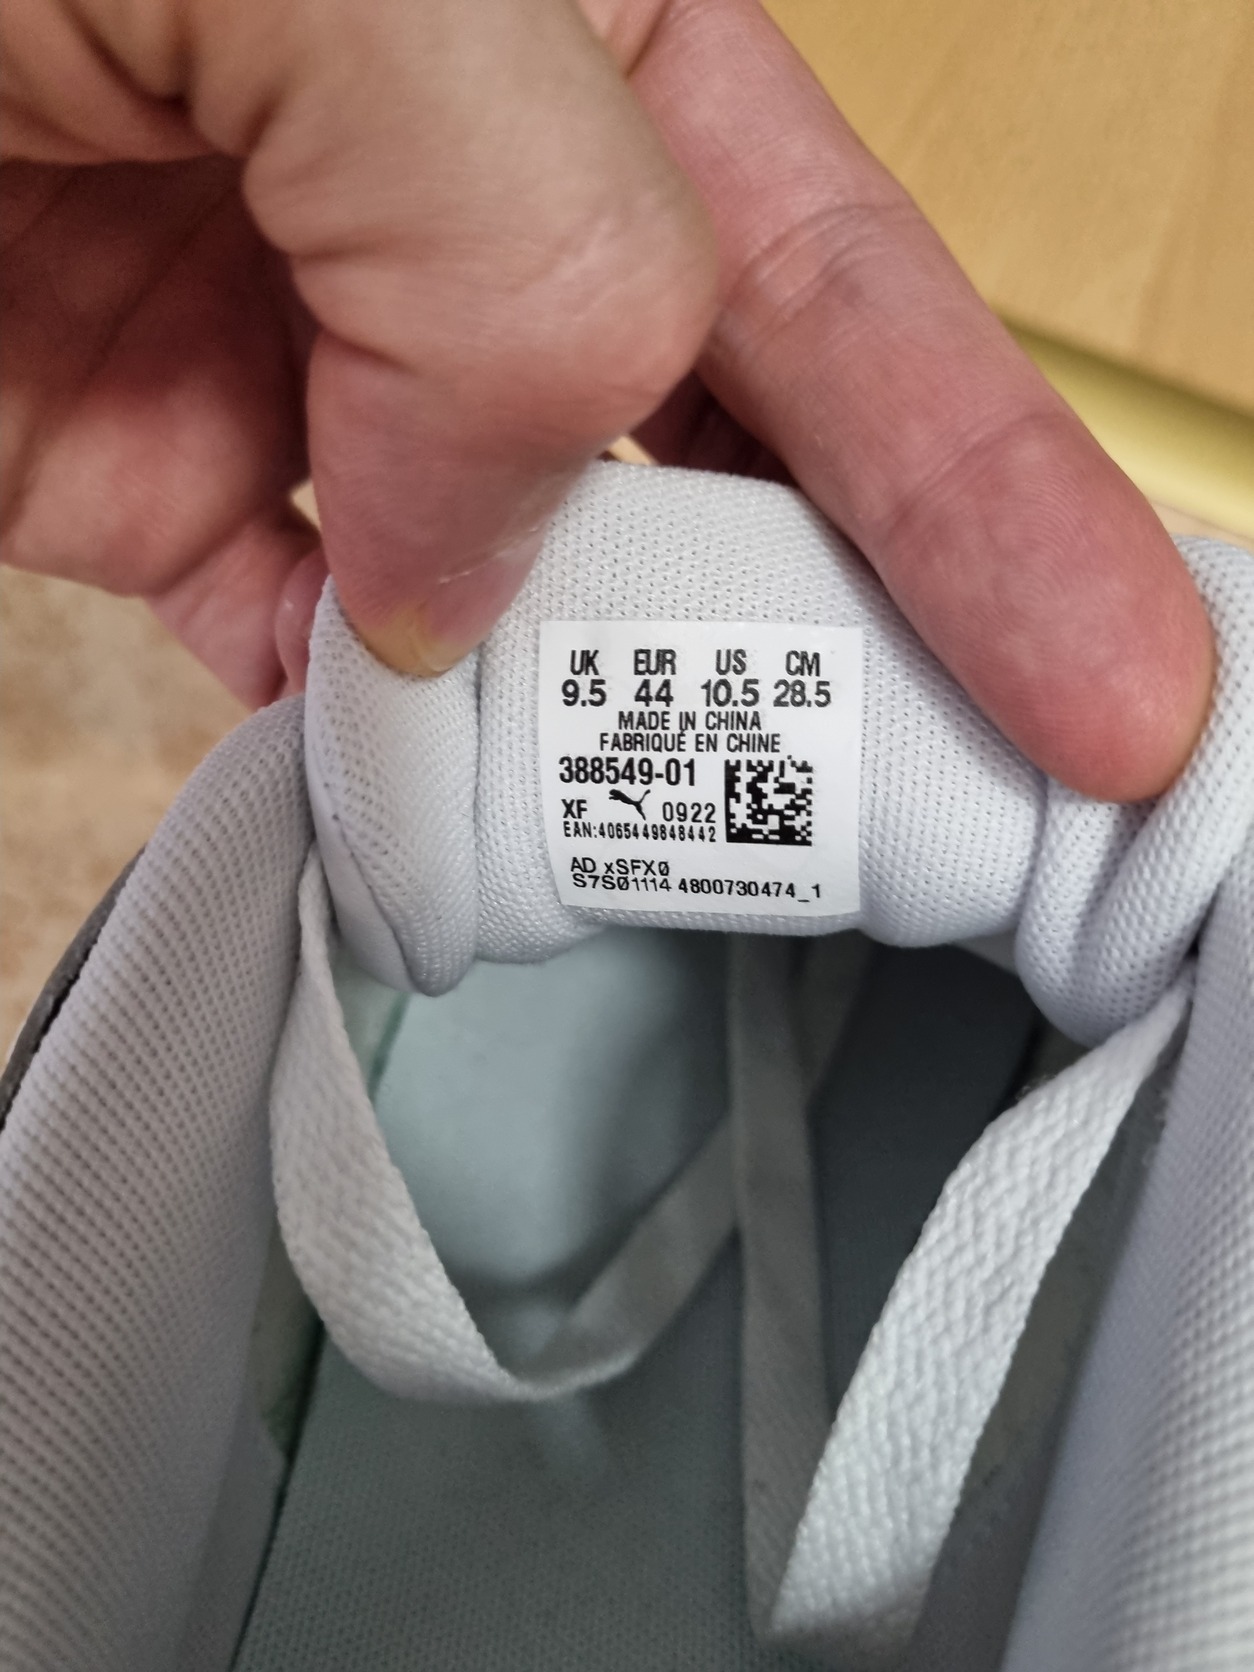 UK EUR US CM
9.5 44 10.5 28.5
MADE IN CHINA
FABRIQUÉ EN CHINE
388549-01
XF 0922
EAN:4065449848442
AD xSFX0
S7S01114 4800730474_1